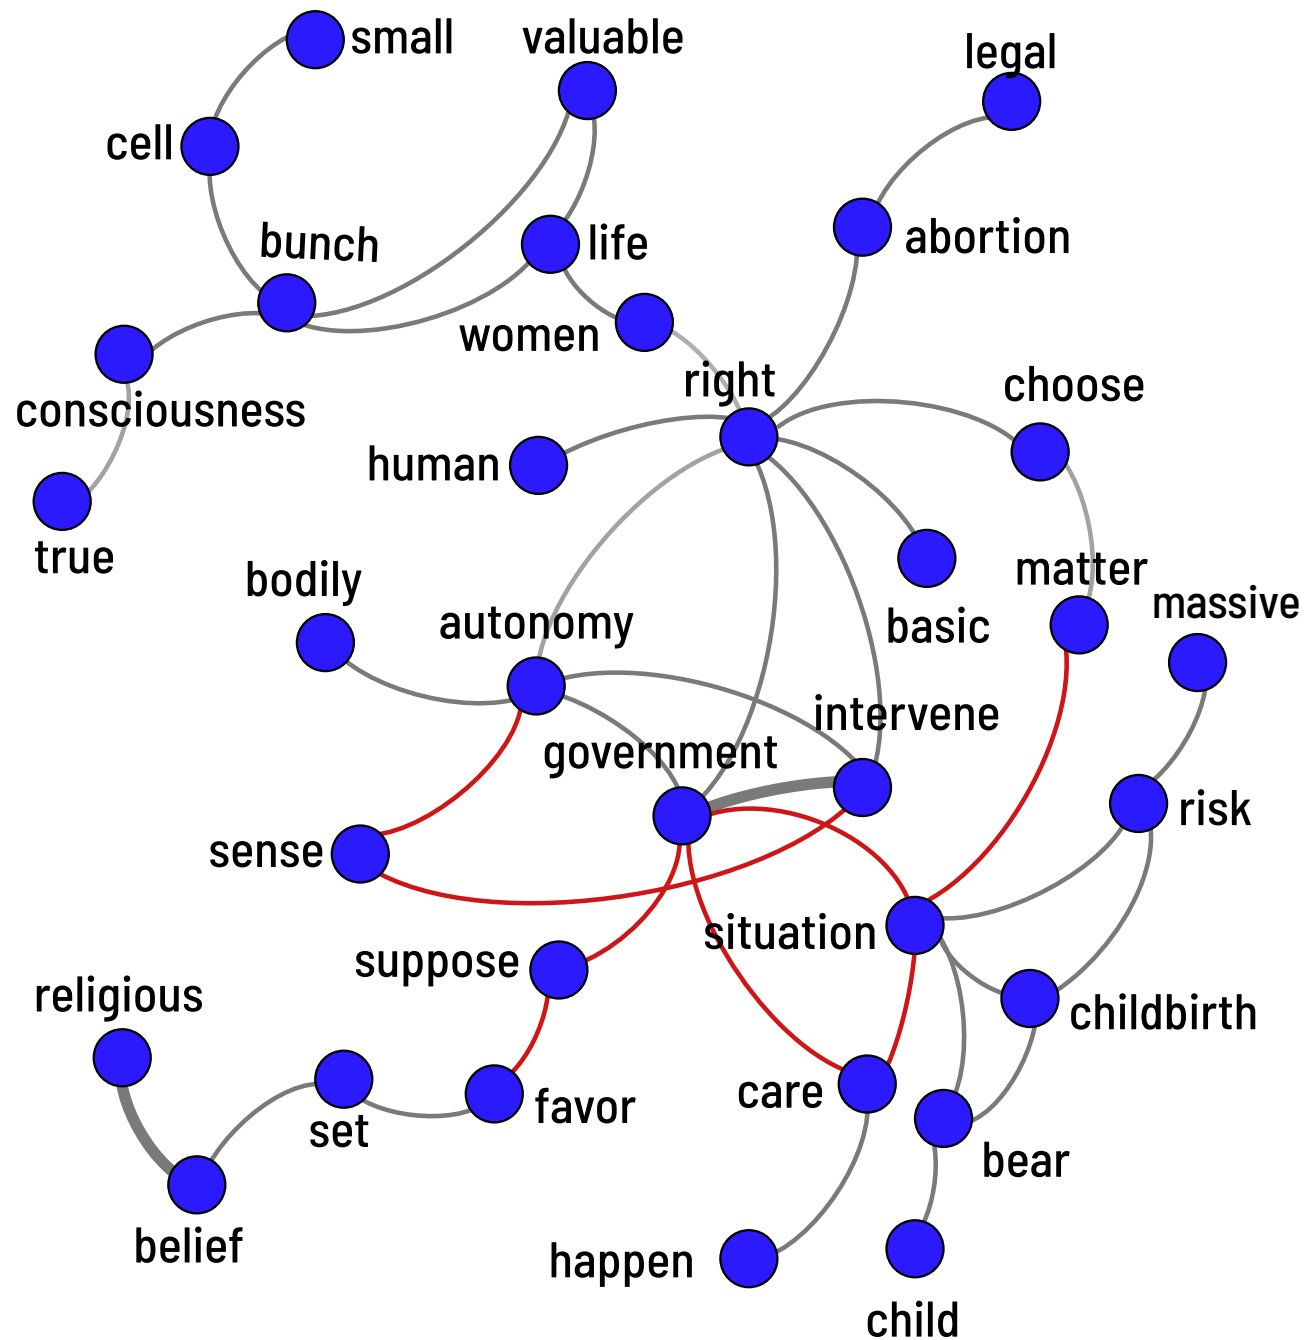 small
valuable
legal
cell
bunch
life
abortion
women
right
choose
consciousness
human
true
bodily
autonomy
matter
massive
basic
intervene
government
risk
sense
situation
suppose
religious
childbirth
care
favor
set
bear
belief
happen
child